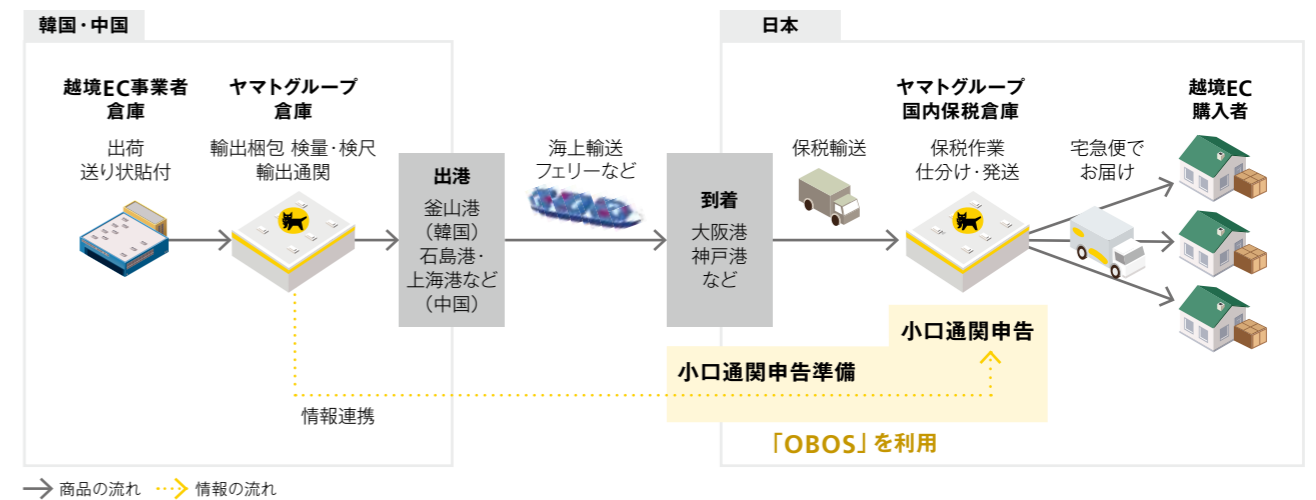 韓国・中国
越境EC事業者
倉庫
出荷
送り状貼付
ヤマトグループ
倉庫
輸出梱包 検量・検尺
輸出通関
出港
釜山港
（韓国）
石島港・
上海港など
（中国）
海上輸送
フェリーなど
日本
到着
大阪港
神戸港
など
保税輸送
ヤマトグループ
国内保税倉庫
保税作業
仕分け・発送
宅急便で
お届け
越境EC
購入者
小口通関申告
小口通関申告準備
情報連携
「OBOS」を利用
商品の流れ
情報の流れ